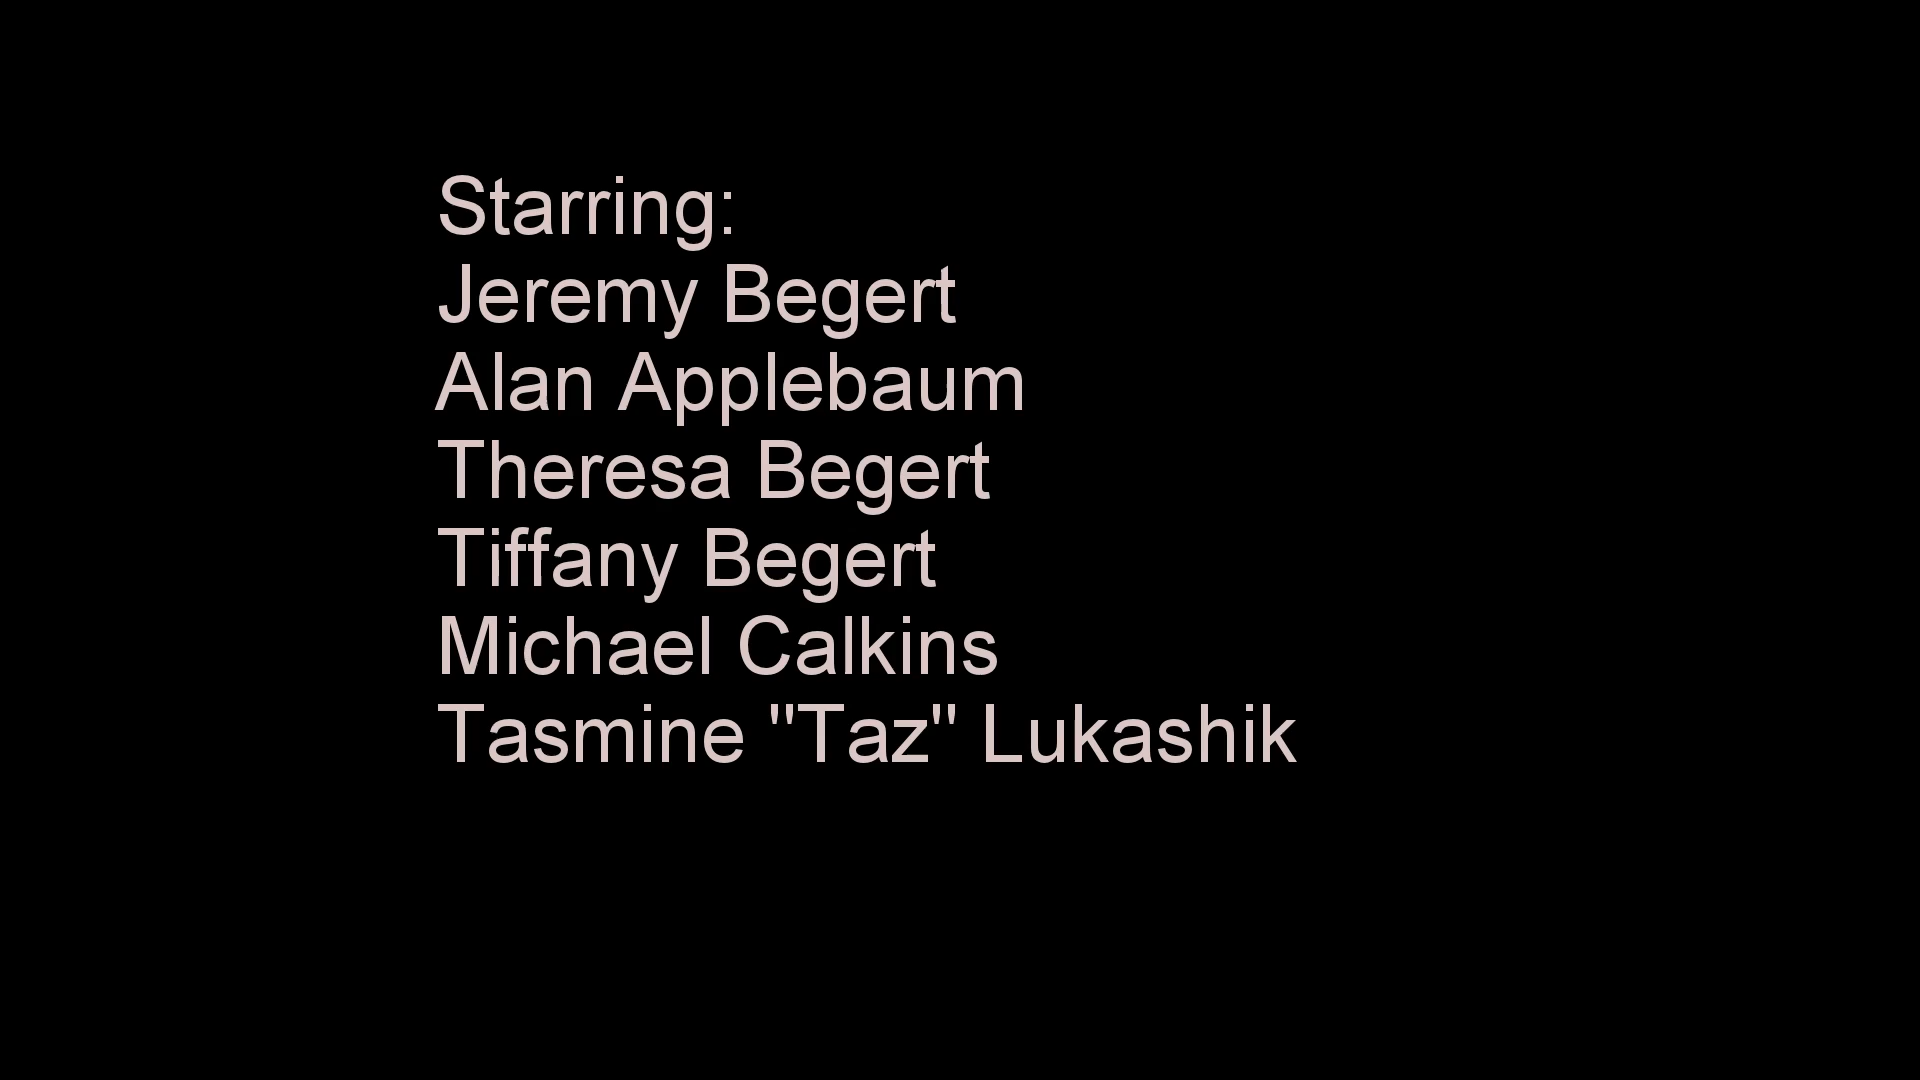 Starring:
Jeremy Begert
Alan Applebaum
Theresa Begert
Tiffany Begert
Michael Calkins
Tasmine "Taz" Lukashik